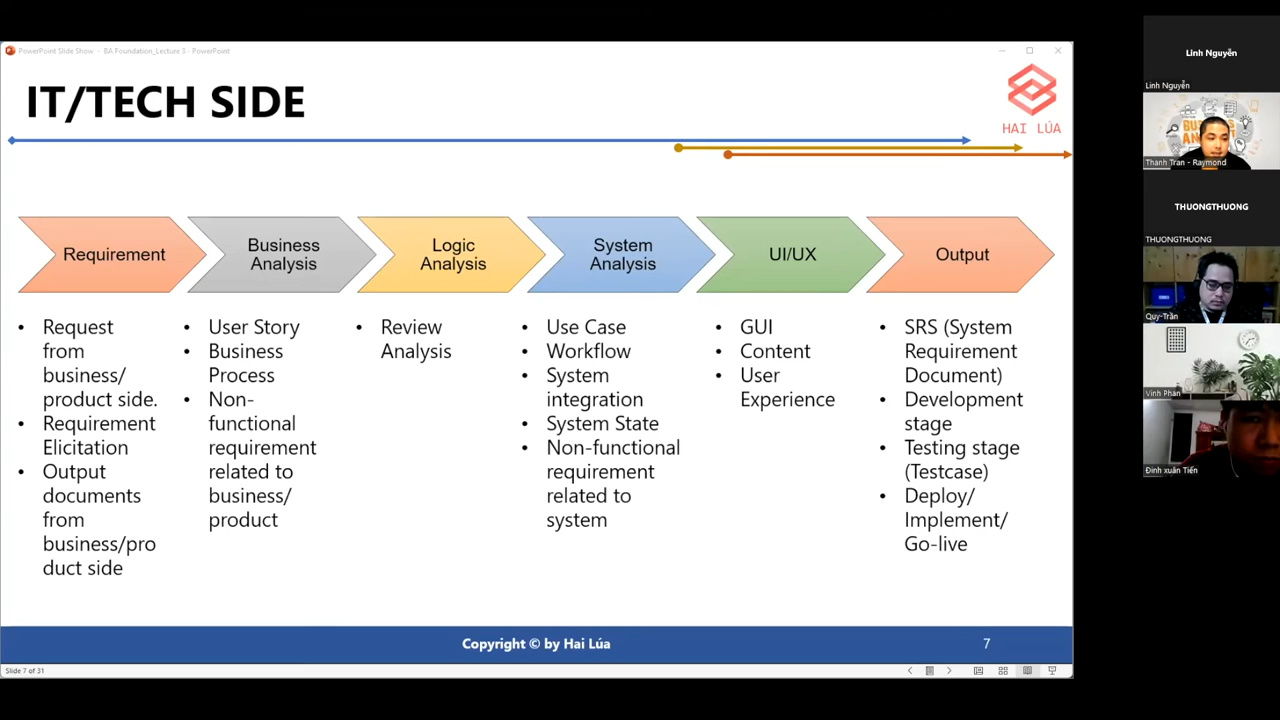 PowerPoint Slide Show - BA Foundation_Lecture 5 - PowerPoint
IT/TECH SIDE
HAI LÚA
Requirement
Business
Analysis
Logic
Analysis
System
Analysis
UI/UX
Output
• Request
from
business/
product side.
• Requirement
Elicitation
• Output
documents
from
business/pro
duct side
• User Story
• Business
Process
• Non-
functional
requirement
related to
business/
product
• Review
Analysis
• Use Case
• Workflow
• System
integration
• System State
• Non-functional
requirement
related to
system
• GUI
• Content
• User
Experience
• SRS (System
Requirement
Document)
• Development
stage
• Testing stage
(Testcase)
• Deploy/
Implement/
Go-live
Copyright © by Hai Lúa
7
Slide 7 of 31
Linh Nguyễn
Linh Nguyễn
Thanh Tran - Raymond
THUONGTHUONG
THUONGTHUONG
Quy-Trần
Vinh Phan
Đinh xuân Tiến